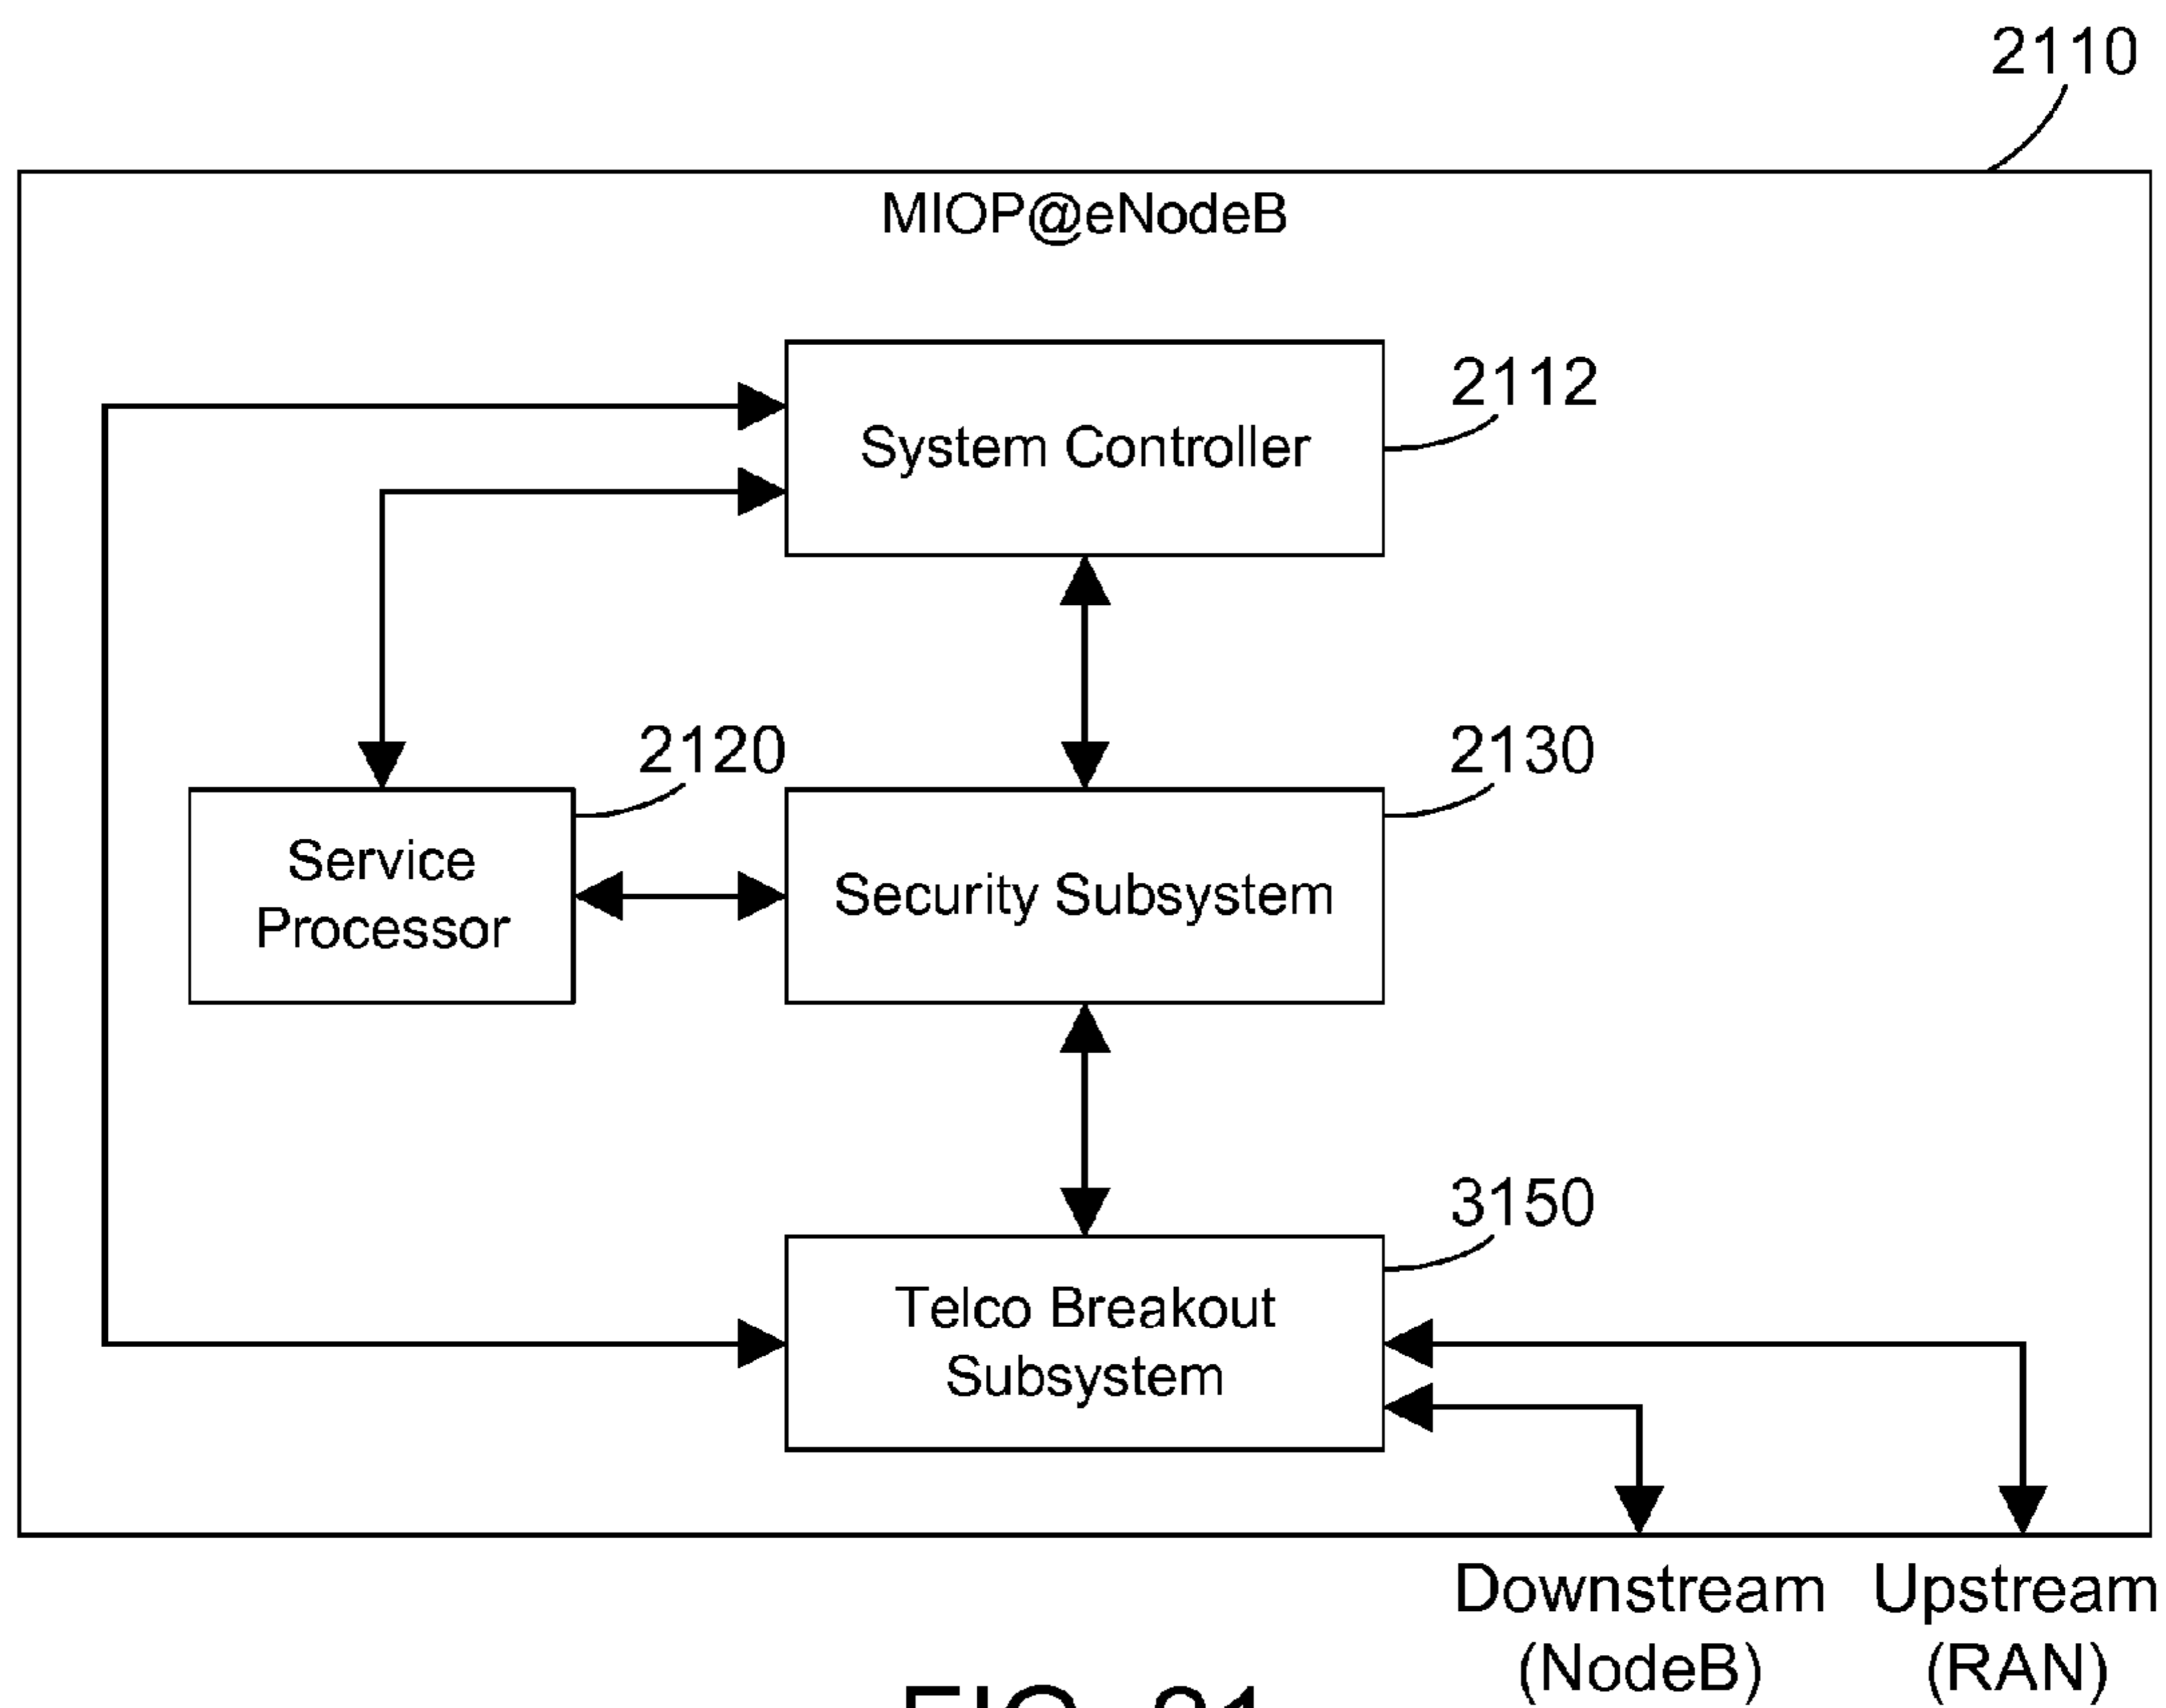 2110
MIOP@eNodeB
System Controller
2112
2120
2130
Service
Processor
Security Subsystem
3150
Telco Breakout
Subsystem
Downstream
(NodeB)
Upstream
(RAN)